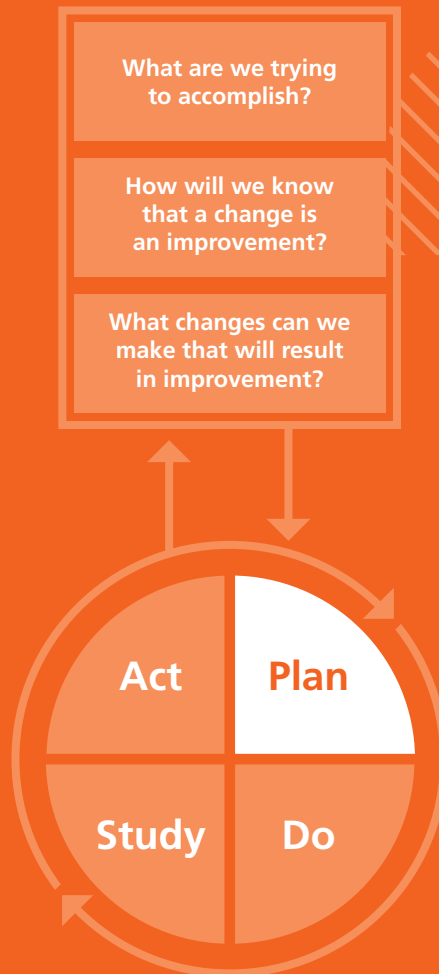 What are we trying
to accomplish?
How will we know
that a change is
an improvement?
What changes can we
make that will result
in improvement?
Act
Plan
Study
Do